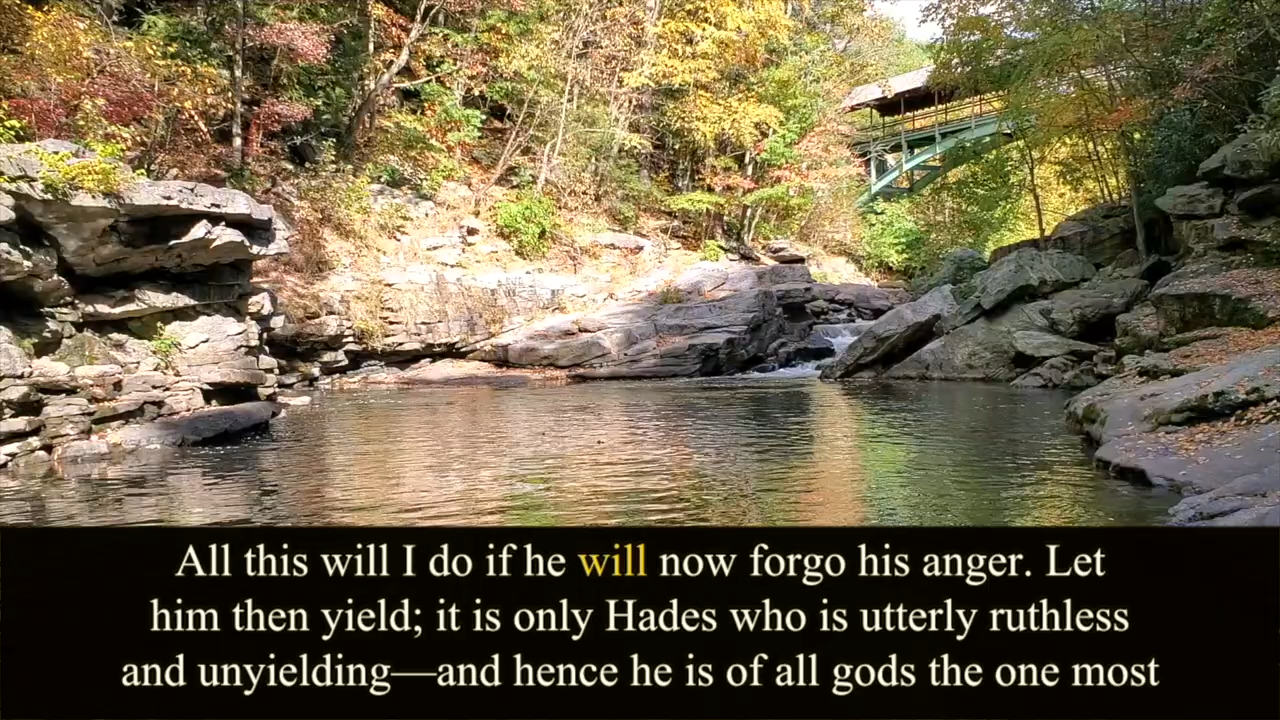 All this will I do if he will now forgo his anger. Let
him then yield; it is only Hades who is utterly ruthless
and unyielding—and hence he is of all gods the one most